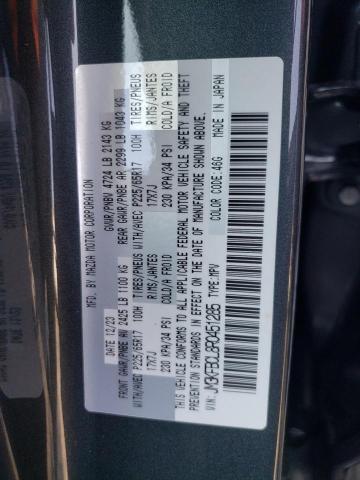 MFD. BY MAZDA MOTOR CORPORATION
GVWR/PNBV 4724 LB 2143 KG
DATE: 12/23
FRONT GAWR/PNBE AV 2425 LB 1100 KG
REAR GAWR/PNBE AR 2299 LB 1043 KG
WITH/AVEC P225/65R17 100H TIRES/PNEUS
WITH/AVEC P225/65R17 100H TIRES/PNEUS
17X7J RIMS/JANTES
17X7J RIMS/JANTES
230 KPA/34 PSI COLD/A FROID
230 KPA/34 PSI COLD/A FROID
THIS VEHICLE CONFORMS TO ALL APPLICABLE FEDERAL MOTOR VEHICLE SAFETY AND THEFT
PREVENTION STANDARDS IN EFFECT ON THE DATE OF MANUFACTURE SHOWN ABOVE.
TYPE:MPV
COLOR CODE:46G MADE IN JAPAN